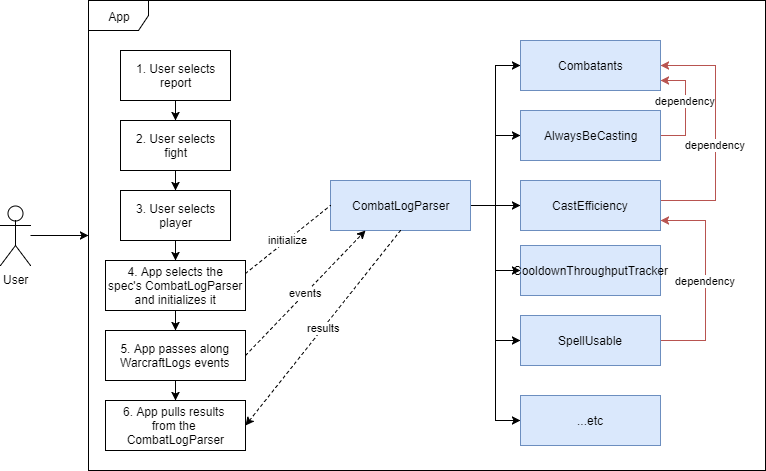 App
1. User selects
report
2. User selects
fight
3. User selects
player
4. App selects the
spec's CombatLogParser
and initializes it
5. App passes along
WarcraftLogs events
6. App pulls results
from the
CombatLogParser
User
initialize
events
results
CombatLogParser
Combatants
AlwaysBeCasting
CastEfficiency
CooldownThroughputTracker
SpellUsable
...etc
dependency
dependency
dependency